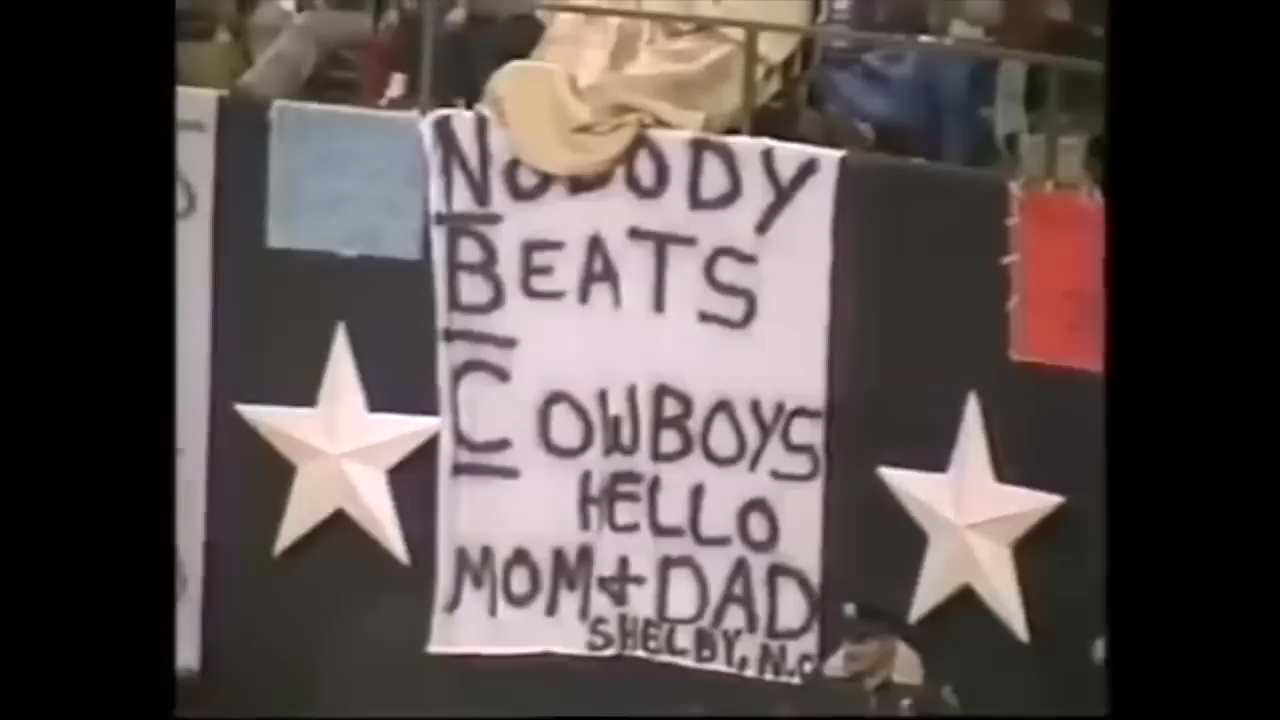 NOBODY
BEATS
COWBOYS
HELLO
MOM + DAD
SHELBY, N.C